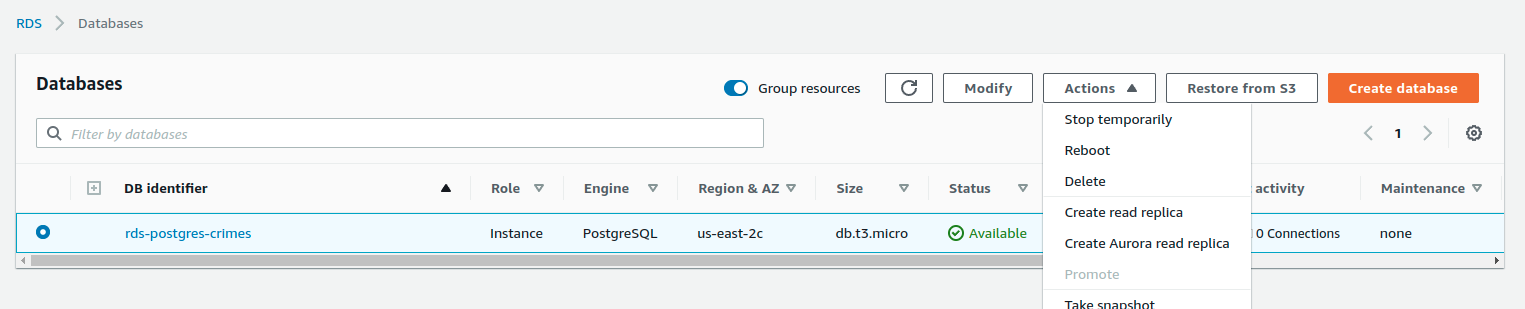 RDS > Databases
Databases
Group resources
Modify
Actions
Restore from S3
Create database
Filter by databases
1
Stop temporarily
Reboot
Delete
Create read replica
Create Aurora read replica
Promote
Take snapshot
DB identifier Role Engine Region & AZ Size Status activity Maintenance
rds-postgres-crimes Instance PostgreSQL us-east-2c db.t3.micro Available 0 Connections none